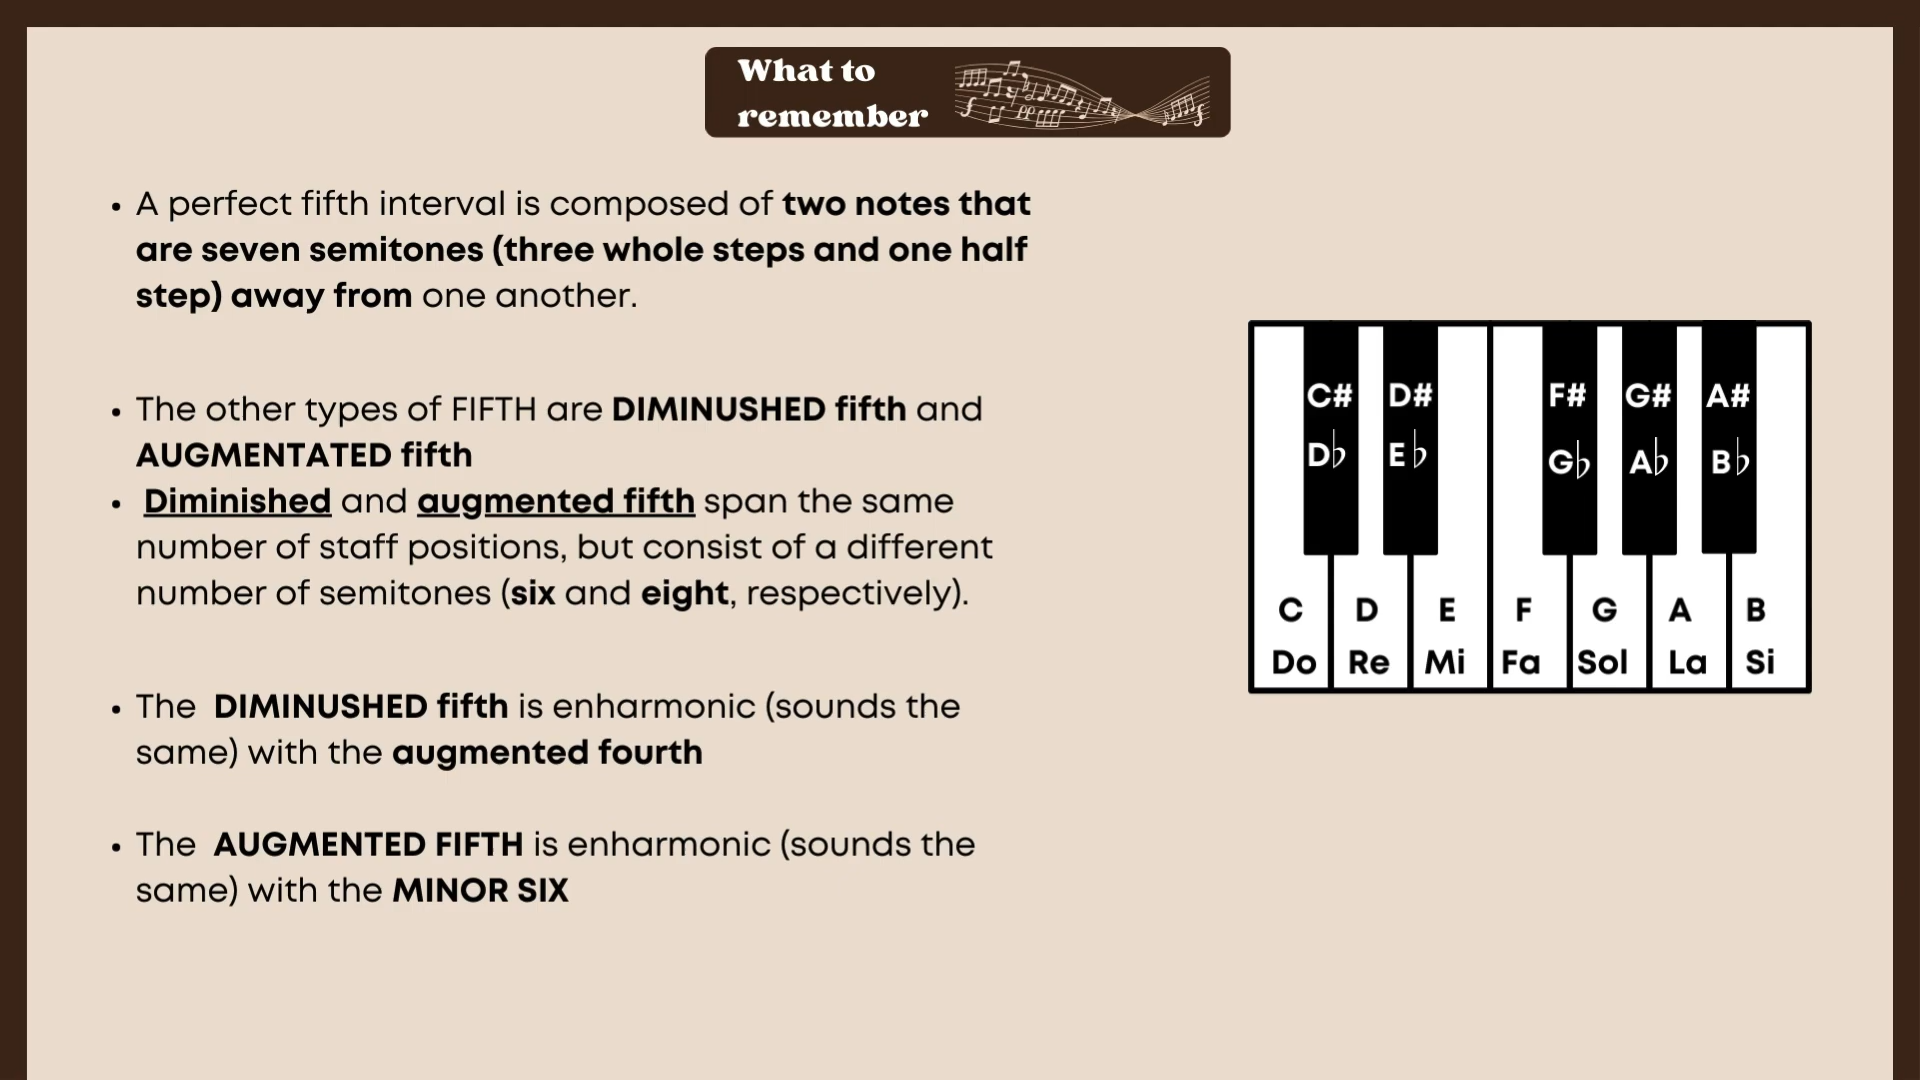 What to
remember
• A perfect fifth interval is composed of two notes that
are seven semitones (three whole steps and one half
step) away from one another.
• The other types of FIFTH are DIMINUSHED fifth and
AUGMENTATED fifth
• Diminished and augmented fifth span the same
number of staff positions, but consist of a different
number of semitones (six and eight, respectively).
• The DIMINUSHED fifth is enharmonic (sounds the
same) with the augmented fourth
• The AUGMENTED FIFTH is enharmonic (sounds the
same) with the MINOR SIX
C# D# F# G# A#
D♭ E♭ G♭ A♭ B♭
C D E F G A B
Do Re Mi Fa Sol La Si